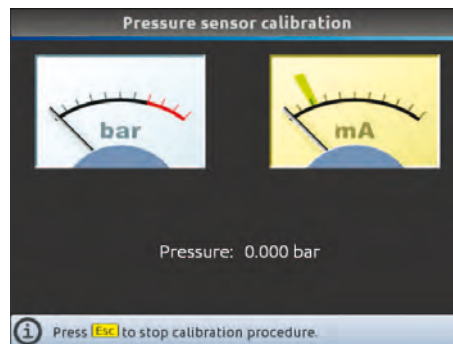 Pressure sensor calibration
bar
mA
Pressure: 0.000 bar
Press Esc to stop calibration procedure.